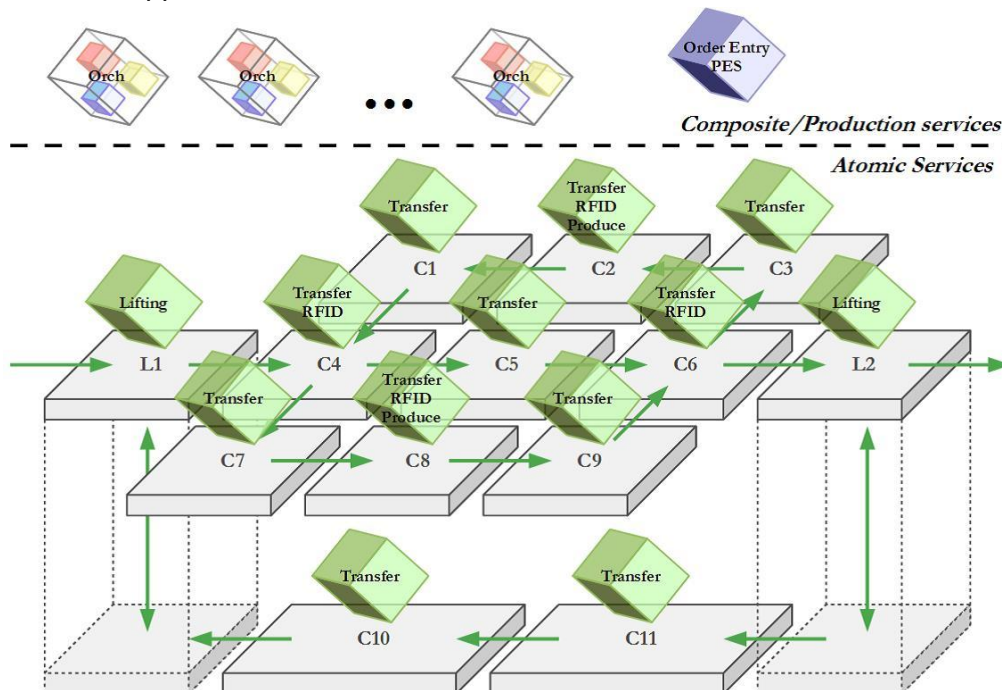 Orch
Orch
•••
Orch
Order Entry
PES
Composite/Production services
Atomic Services
Transfer
Transfer
RFID
Produce
Transfer
C1
C2
C3
Lifting
Transfer
RFID
Transfer
Transfer
RFID
Lifting
L1
C4
C5
C6
L2
Transfer
Transfer
RFID
Produce
Transfer
C7
C8
C9
Transfer
Transfer
C10
C11